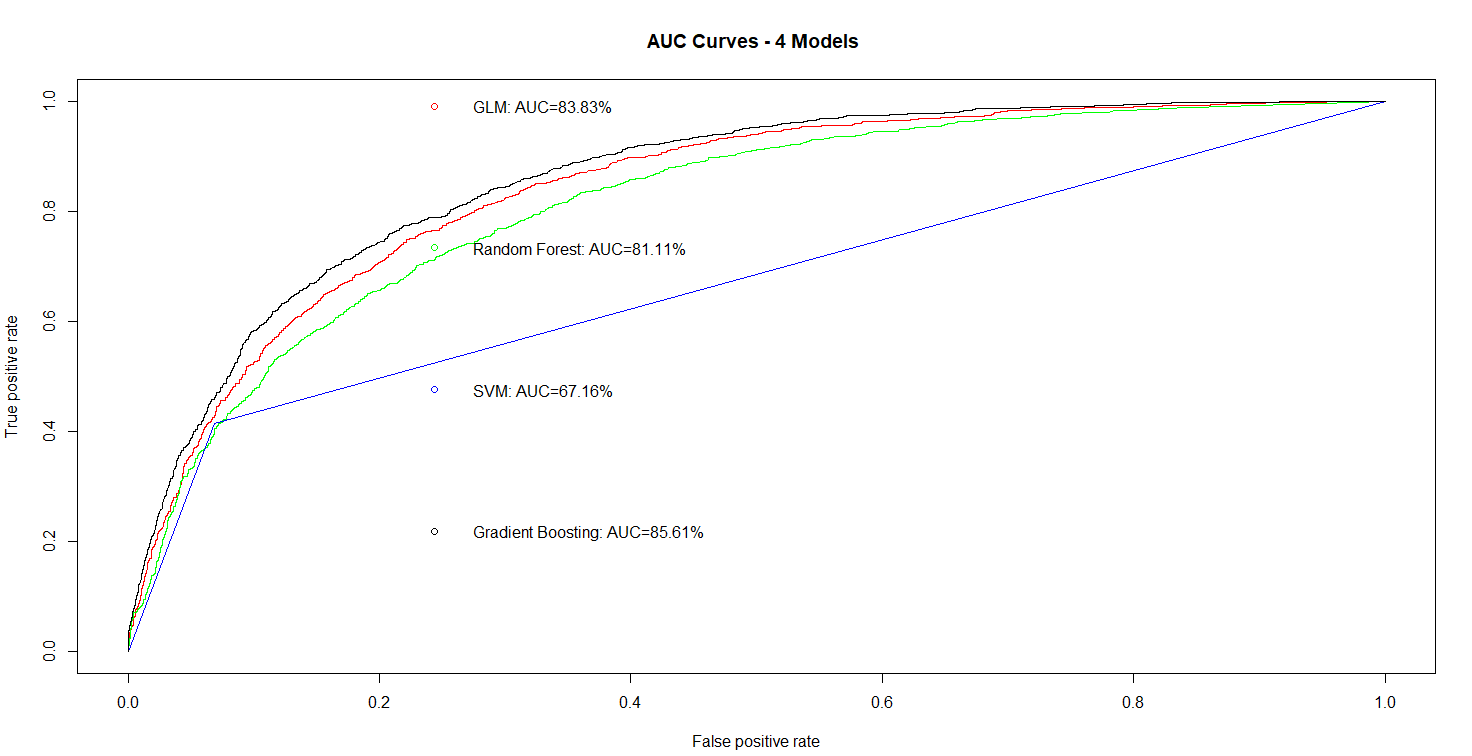 AUC Curves - 4 Models
True positive rate
1.0
0.8
0.6
0.4
0.2
0.0
GLM: AUC=83.83%
Random Forest: AUC=81.11%
SVM: AUC=67.16%
Gradient Boosting: AUC=85.61%
0.0 0.2 0.4 0.6 0.8 1.0
False positive rate